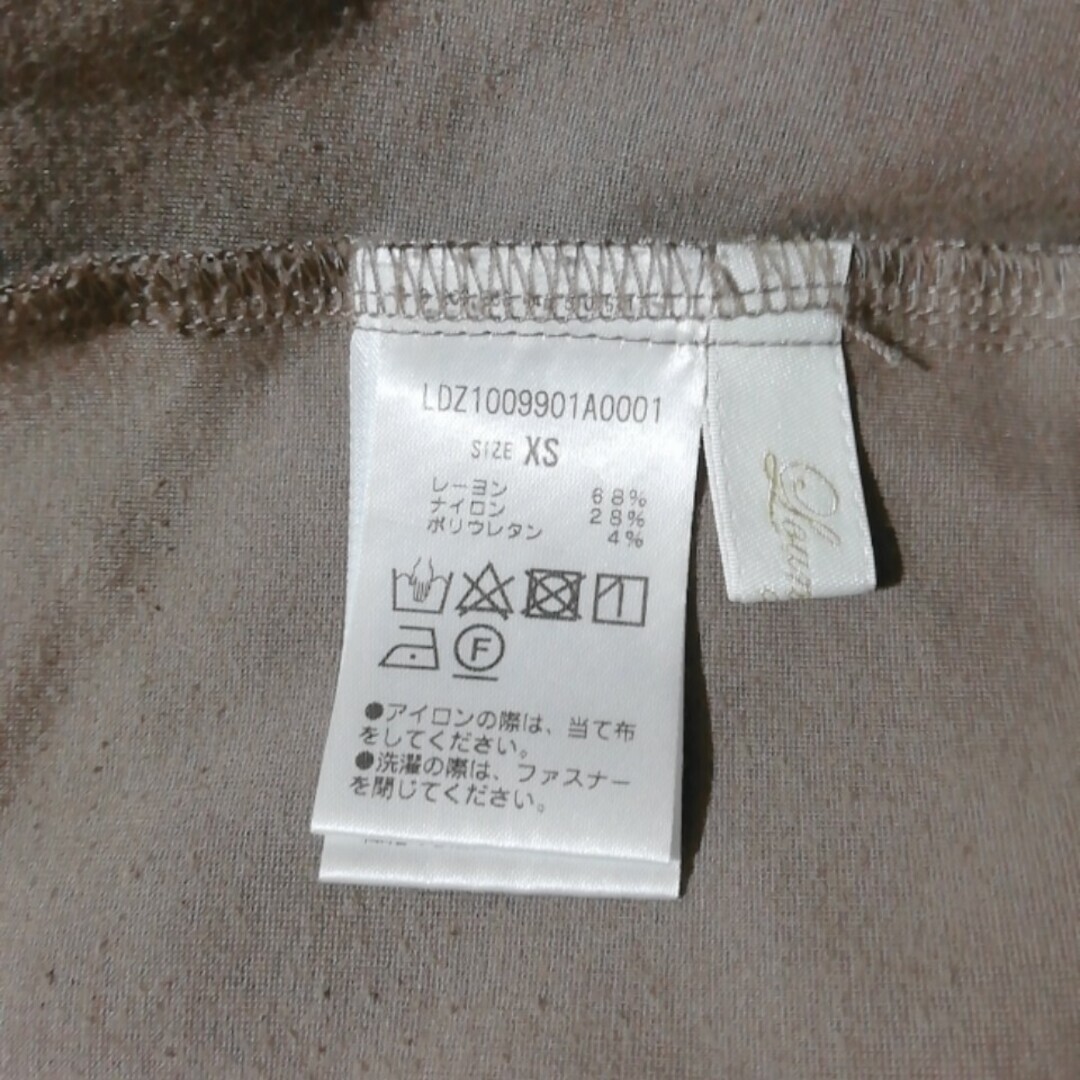 LDZ1009901A0001
SIZE XS
レーヨン 68%
ナイロン 28%
ポリウレタン 4%
F
●アイロンの際は、当て布
をしてください。
●洗濯の際は、ファスナー
を閉じてください。